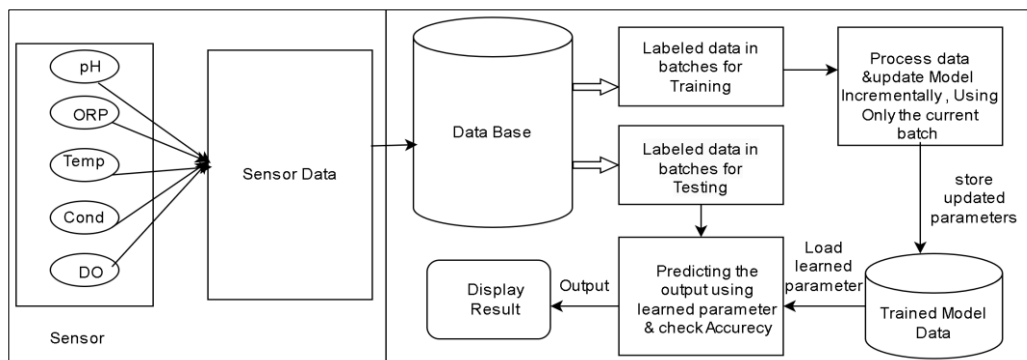 pH
ORP
Temp
Cond
DO
Sensor
Sensor Data
Data Base
Labeled data in
batches for
Training
Labeled data in
batches for
Testing
Process data
&update Model
Incrementally , Using
Only the current
batch
store
updated
parameters
Load
learned
parameter
Trained Model
Data
Predicting the
output using
learned parameter
& check Accurecy
Output
Display
Result